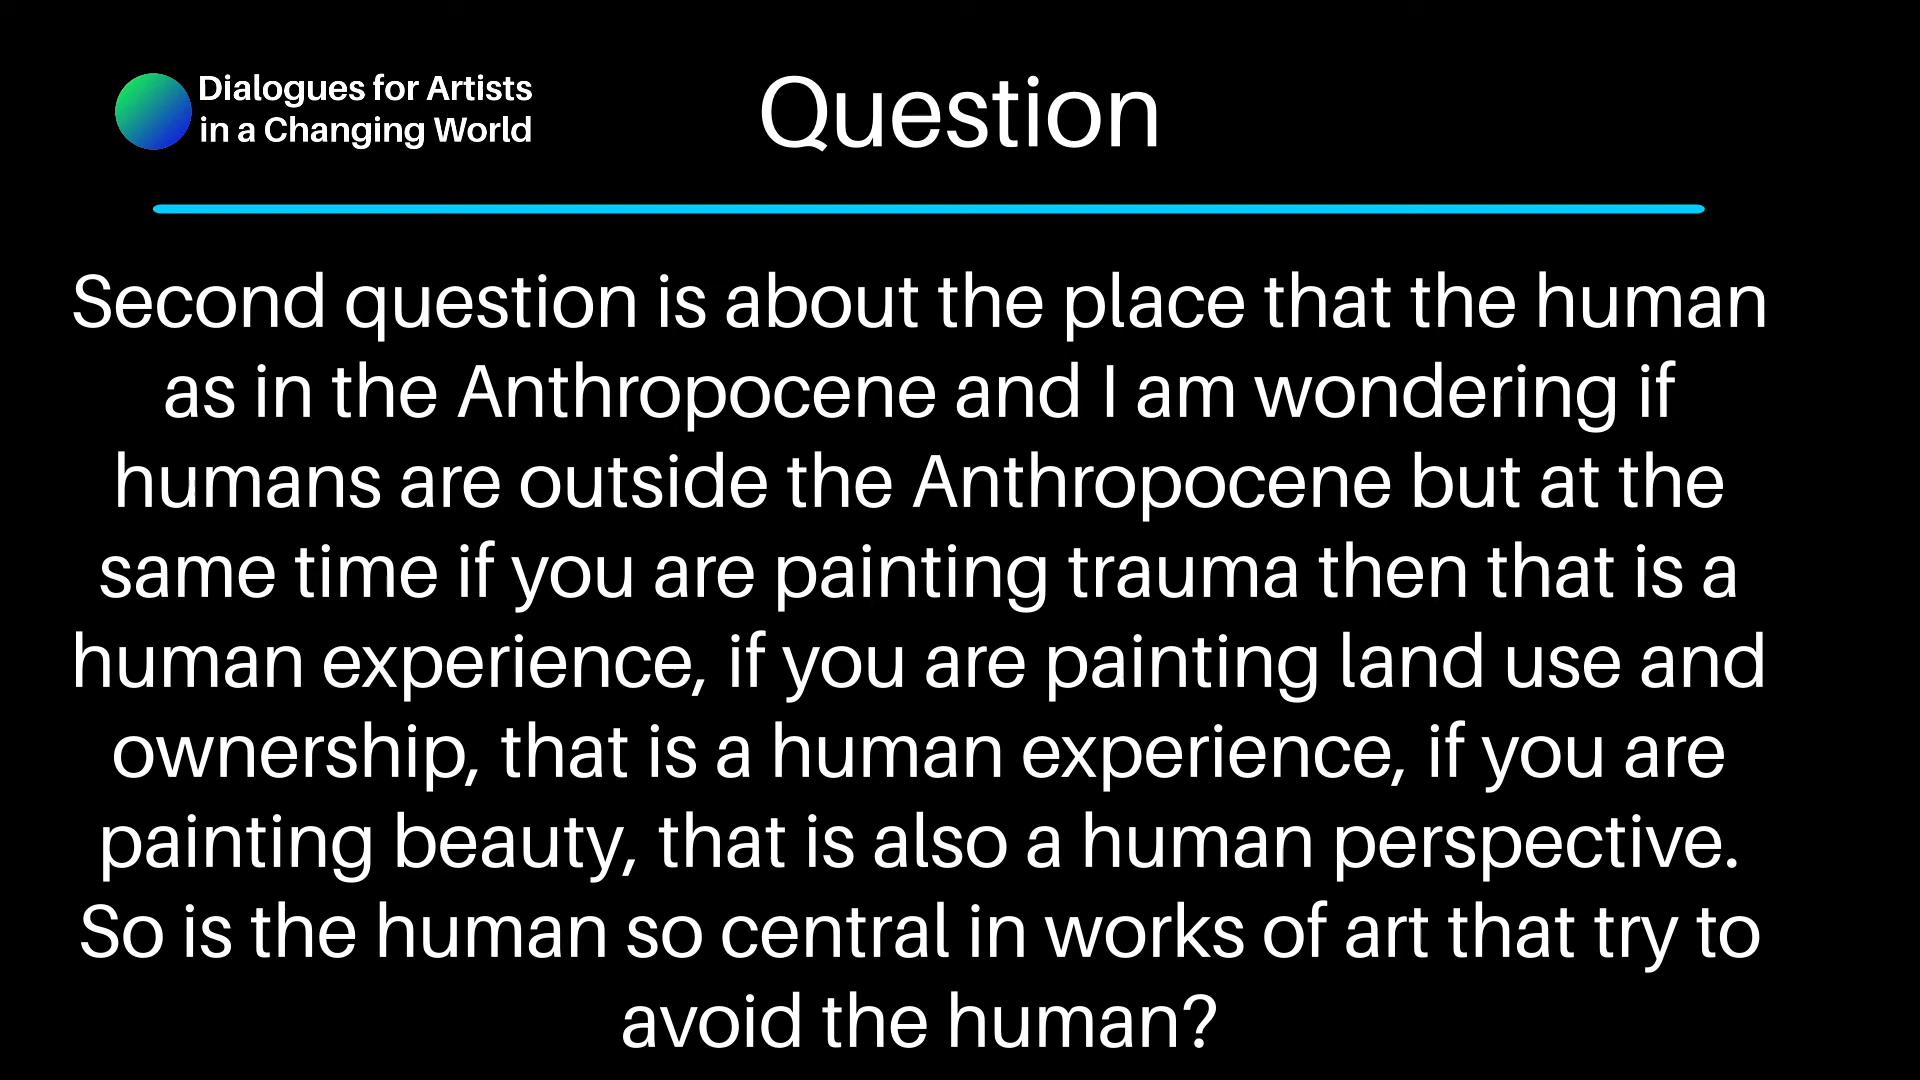 Dialogues for Artists
in a Changing World
Question
Second question is about the place that the human
as in the Anthropocene and I am wondering if
humans are outside the Anthropocene but at the
same time if you are painting trauma then that is a
human experience, if you are painting land use and
ownership, that is a human experience, if you are
painting beauty, that is also a human perspective.
So is the human so central in works of art that try to
avoid the human?